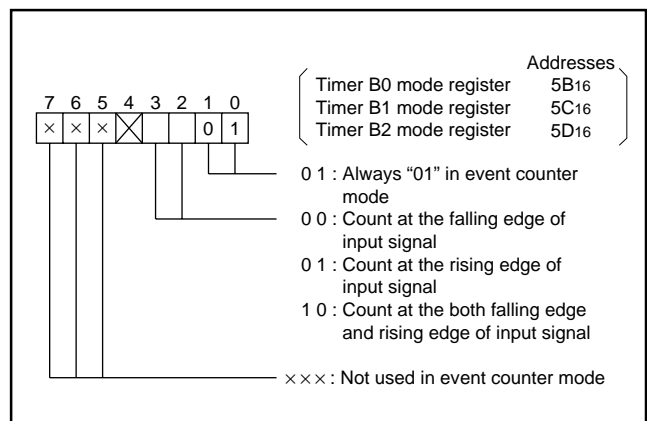 Addresses
Timer B0 mode register 5B16
Timer B1 mode register 5C16
Timer B2 mode register 5D16
7 6 5 4 3 2 1 0
× × × 0 1
0 1 : Always “01” in event counter
mode
0 0 : Count at the falling edge of
input signal
0 1 : Count at the rising edge of
input signal
1 0 : Count at the both falling edge
and rising edge of input signal
××× : Not used in event counter mode